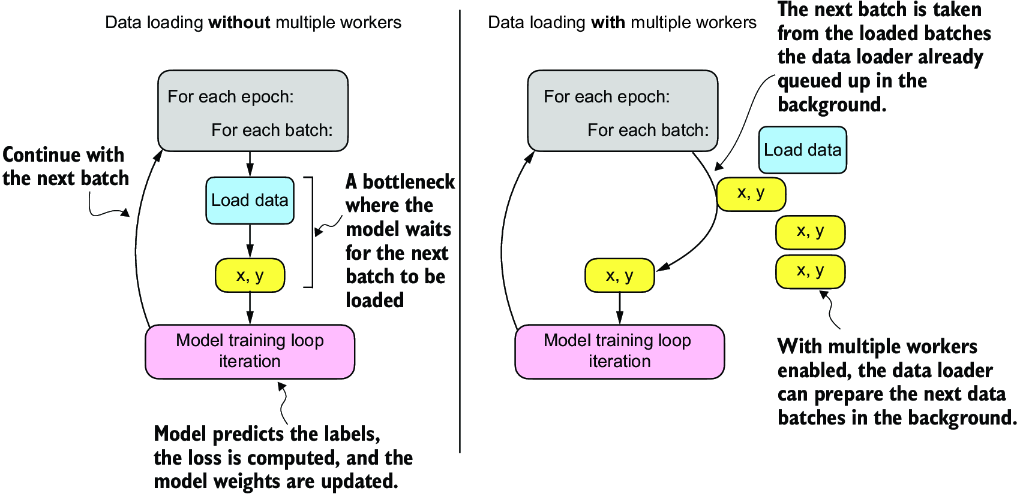 Data loading without multiple workers
For each epoch:
For each batch:
Continue with
the next batch
Load data
x, y
A bottleneck
where the
model waits
for the next
batch to be
loaded
Model training loop
iteration
Model predicts the labels,
the loss is computed, and the
model weights are updated.
Data loading with multiple workers
The next batch is taken
from the loaded batches
the data loader already
queued up in the
background.
For each epoch:
For each batch:
Load data
x, y
x, y
x, y
x, y
Model training loop
iteration
With multiple workers
enabled, the data loader
can prepare the next data
batches in the background.